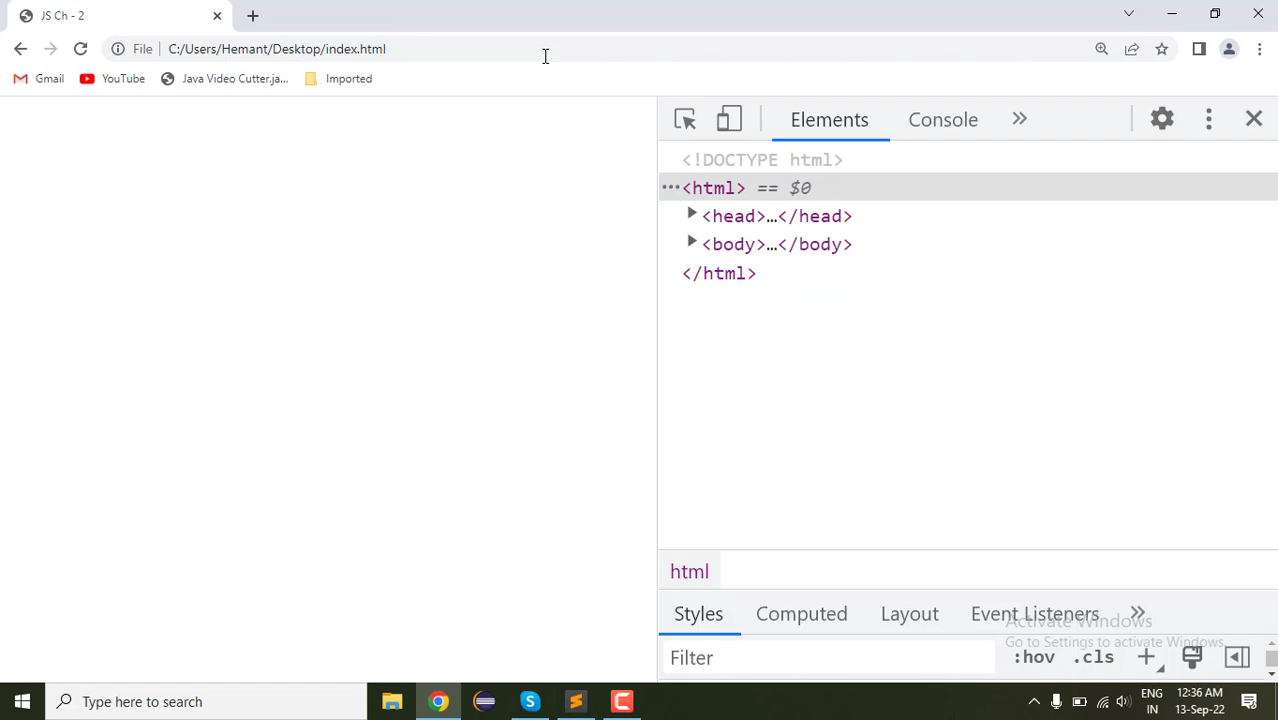 JS Ch - 2
File
C:/Users/Hemant/Desktop/index.html
Gmail
YouTube
Java Video Cutter.ja...
Imported
Elements
Console
<!DOCTYPE html>
<html> == $0
<head>…</head>
<body>…</body>
</html>
html
Styles
Computed
Layout
Event Listeners
Activate Windows
Go to Settings to activate Windows.
Filter
:hov
.cls
Type here to search
ENG
IN
12:36 AM
13-Sep-22